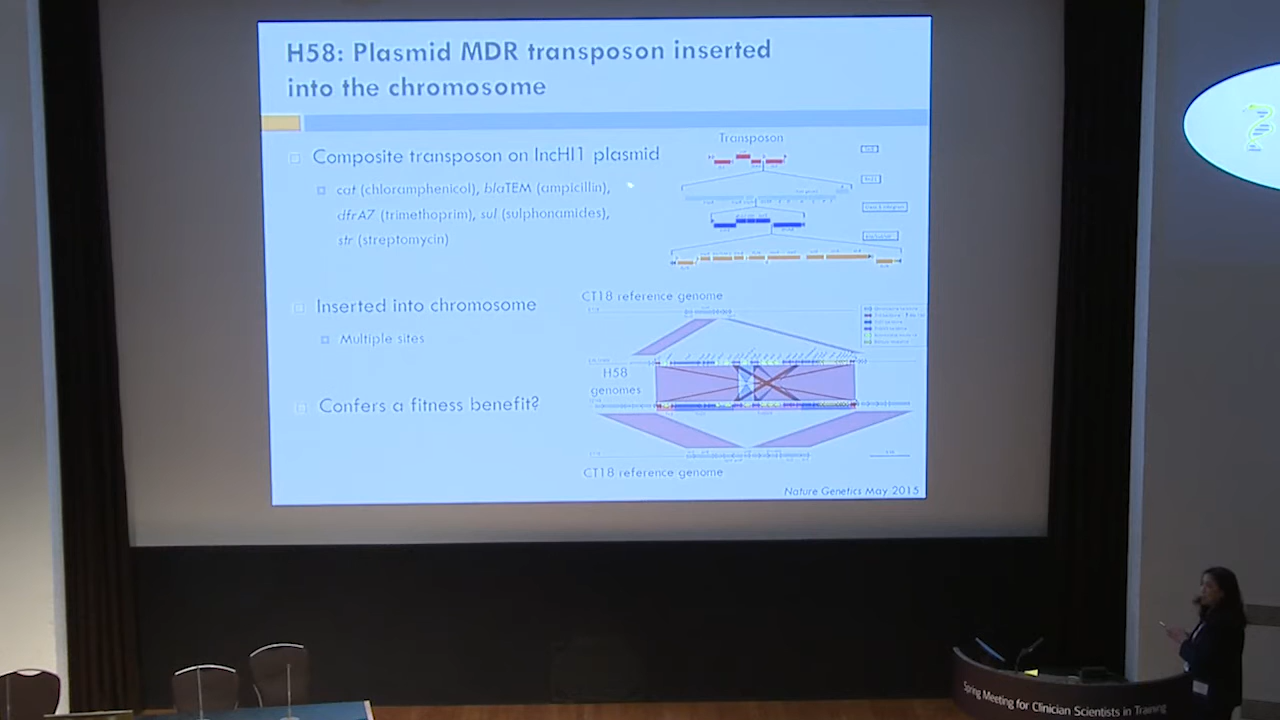 H58: Plasmid MDR transposon inserted
into the chromosome
Composite transposon on IncHI1 plasmid
cat (chloramphenicol), blaTEM (ampicillin),
dfrA7 (trimethoprim), sul (sulphonamides),
str (streptomycin)
Inserted into chromosome
Multiple sites
Confers a fitness benefit?
Transposon
CT18 reference genome
H58
genomes
CT18 reference genome
Nature Genetics May 2015
Spring Meeting for Clinician Scientists in Training